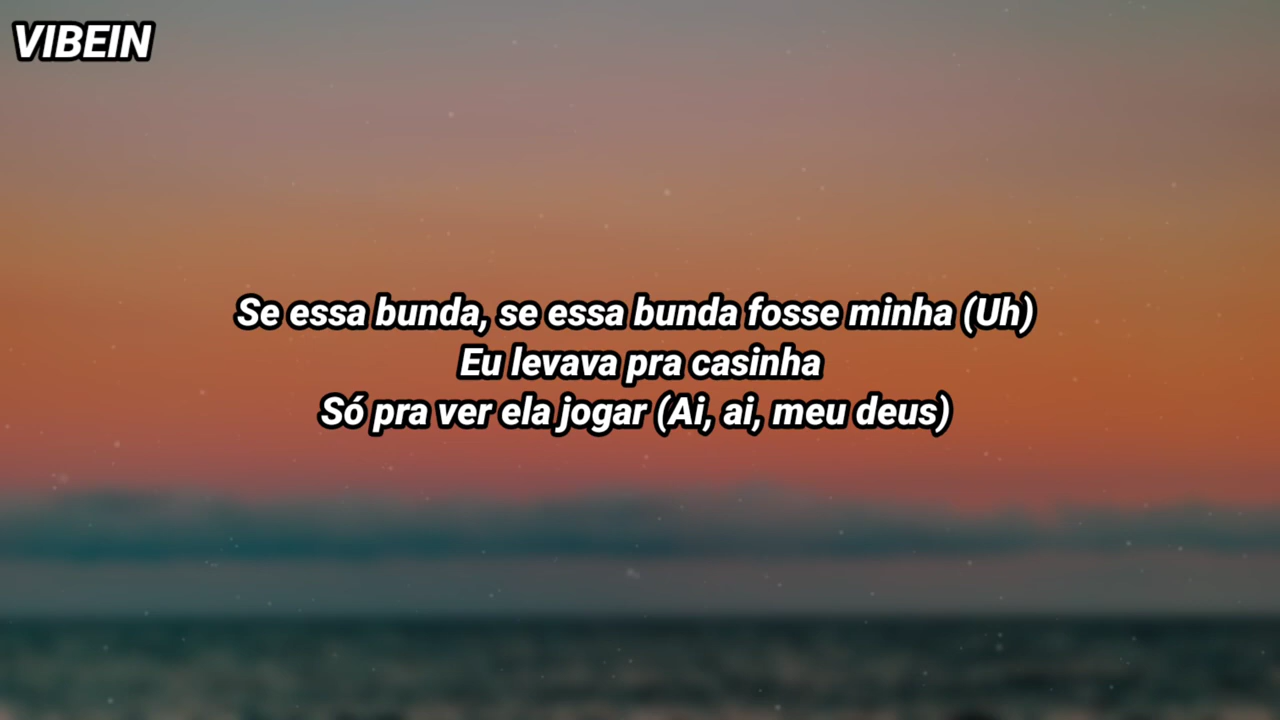 VIBEIN
Se essa bunda, se essa bunda fosse minha (Uh)
Eu levava pra casinha
Só pra ver ela jogar (Ai, ai, meu deus)